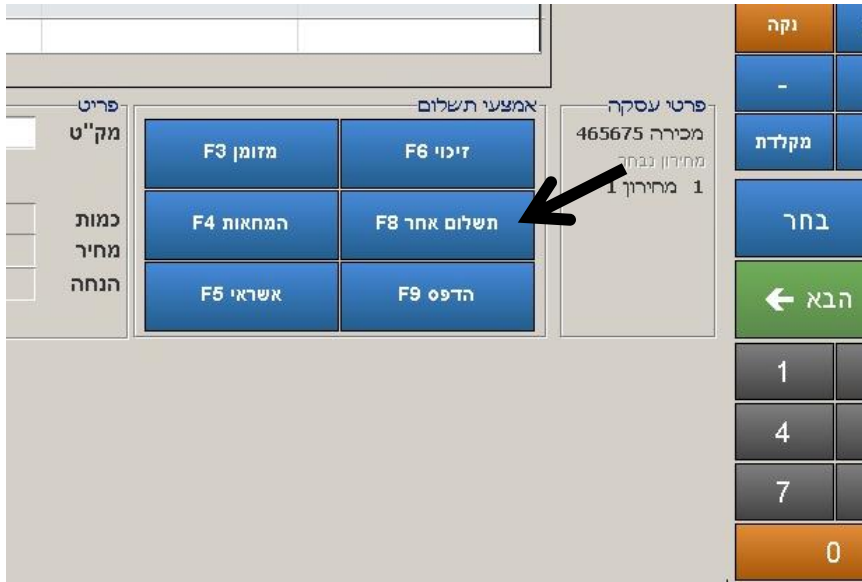 נקה
-
מקלדת
בחר
הבא
1
4
7
0
פרטי עסקה
מכירה 465675
מחירון נבחר
1 מחירון 1
אמצעי תשלום
זיכוי F6
מזומן F3
תשלום אחר F8
המחאות F4
הדפס F9
אשראי F5
פריט
מק"ט
כמות
מחיר
הנחה